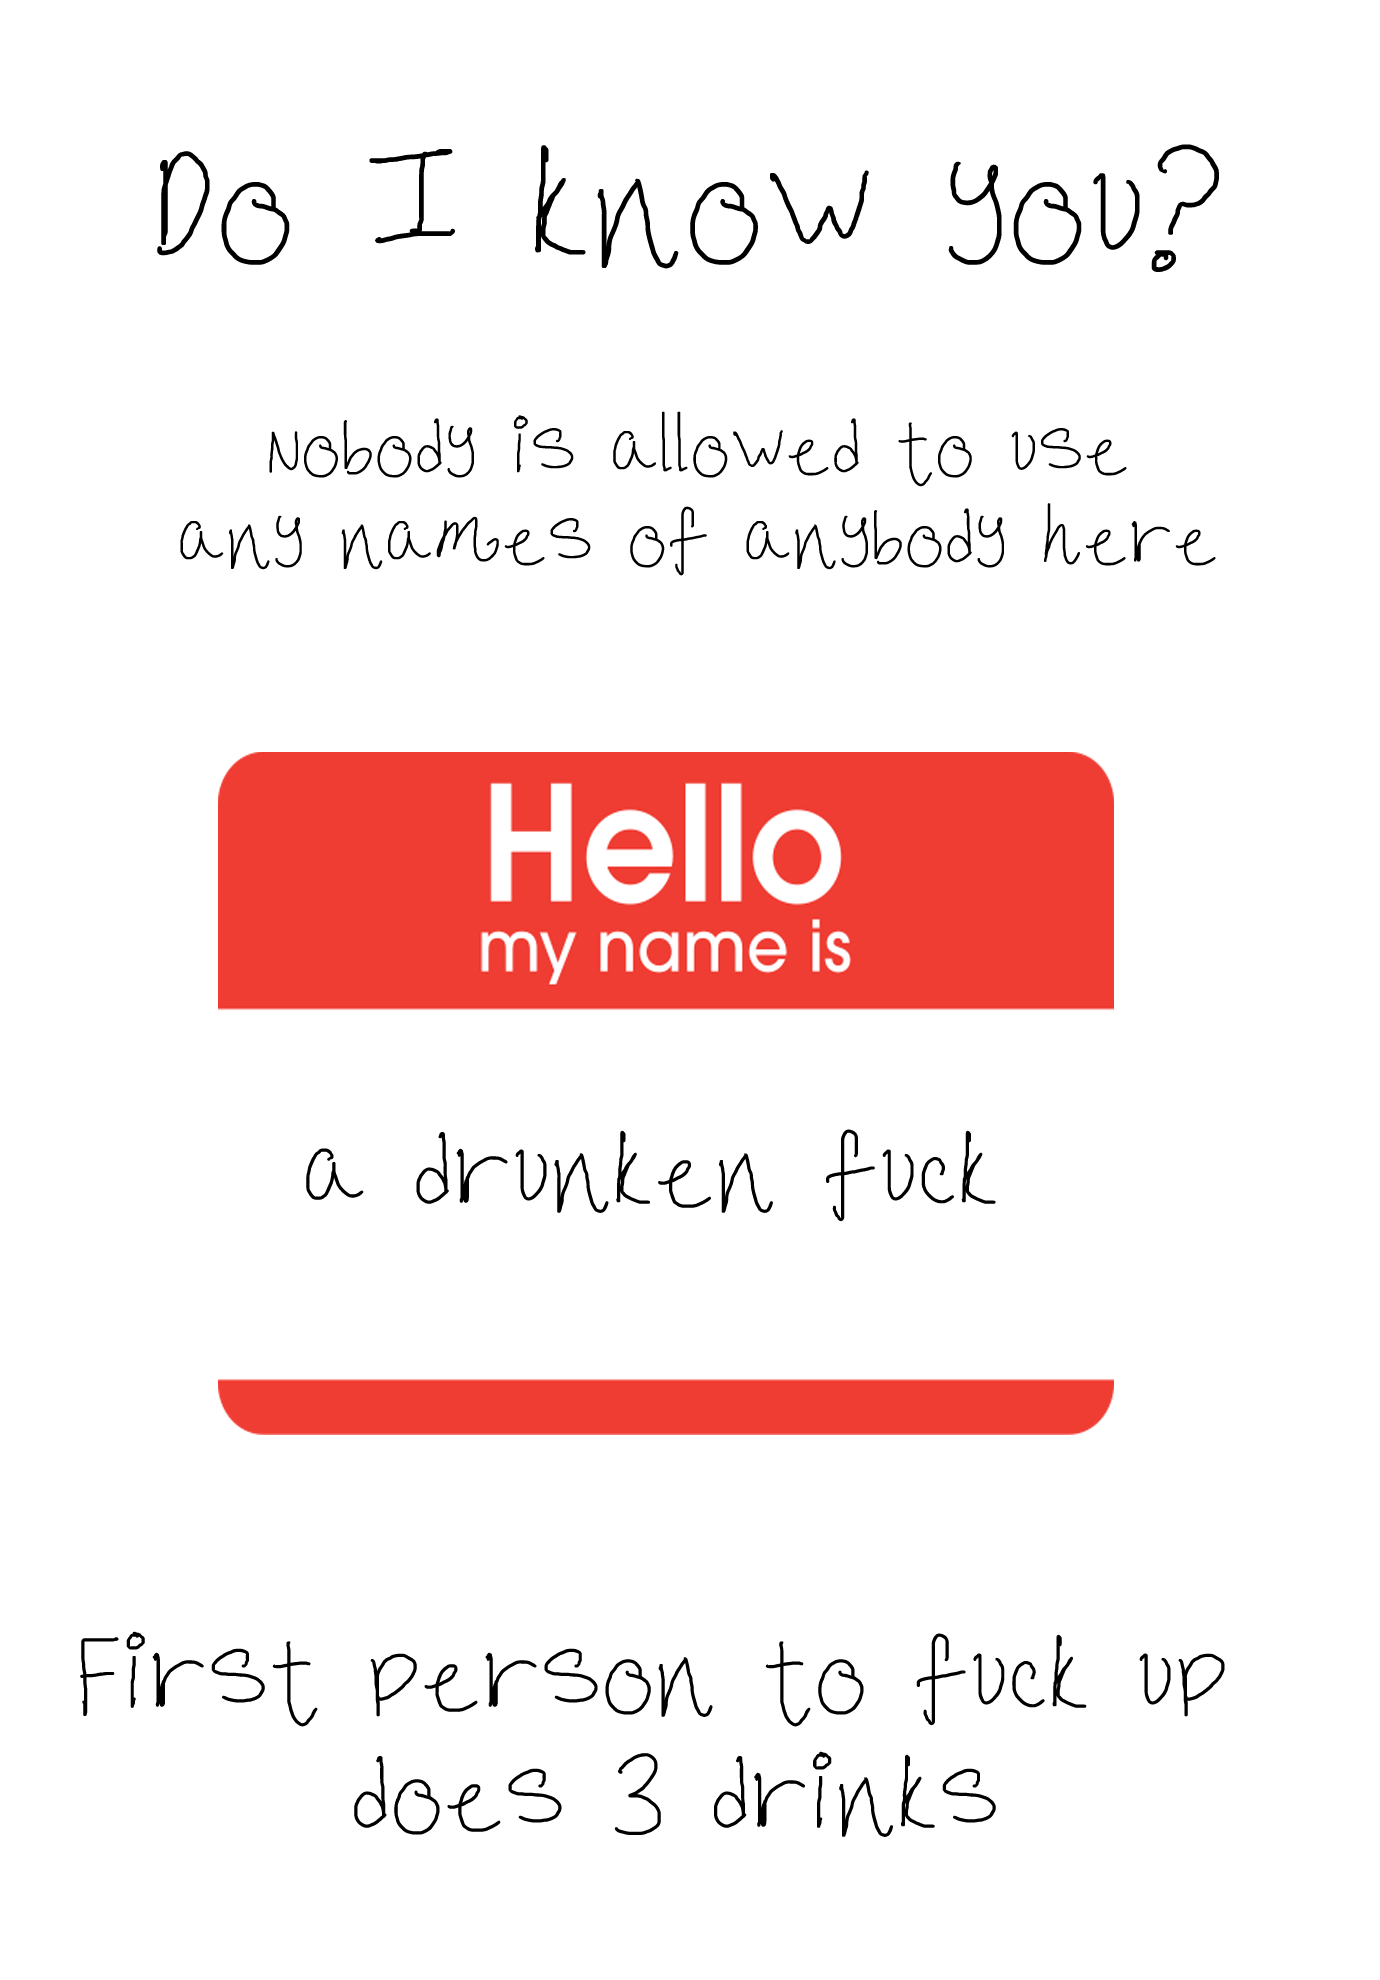 Do I know you?
Nobody is allowed to use
any names of anybody here
Hello
my name is
a drunken fuck
First person to fuck up
does 3 drinks